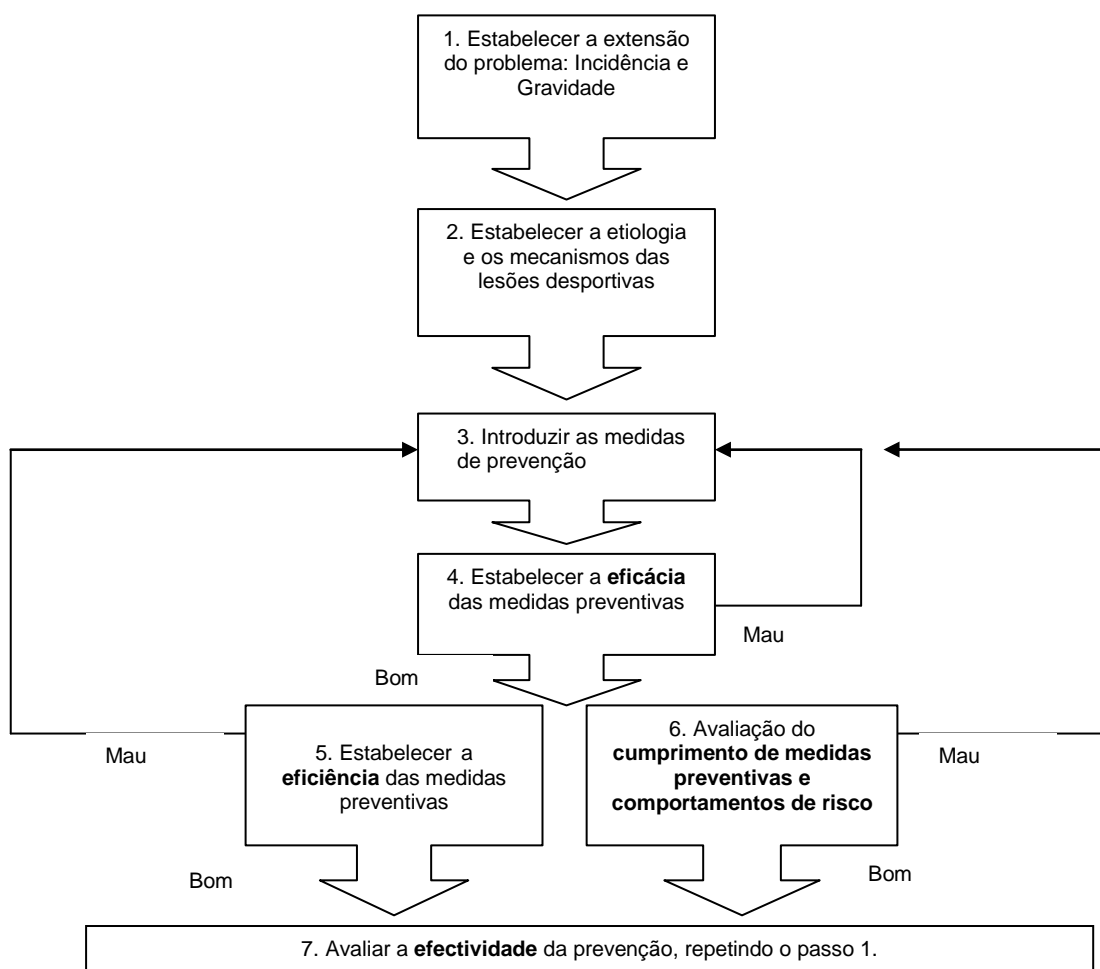 1. Estabelecer a extensão
do problema: Incidência e
Gravidade
2. Estabelecer a etiologia
e os mecanismos das
lesões desportivas
3. Introduzir as medidas
de prevenção
4. Estabelecer a eficácia
das medidas preventivas
Mau
Bom
5. Estabelecer a
eficiência das medidas
preventivas
Mau
6. Avaliação do
cumprimento de medidas
preventivas e
comportamentos de risco
Mau
Bom
Bom
7. Avaliar a efectividade da prevenção, repetindo o passo 1.